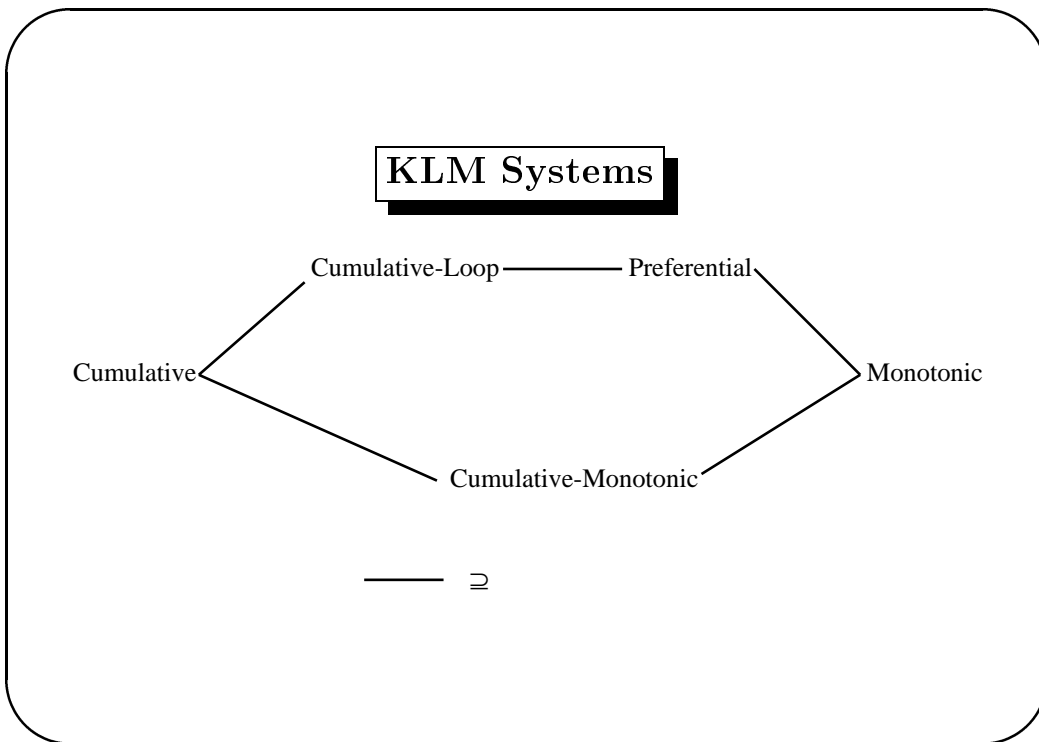 KLM Systems
Cumulative-Loop Preferential
Cumulative Monotonic
Cumulative-Monotonic
⊇